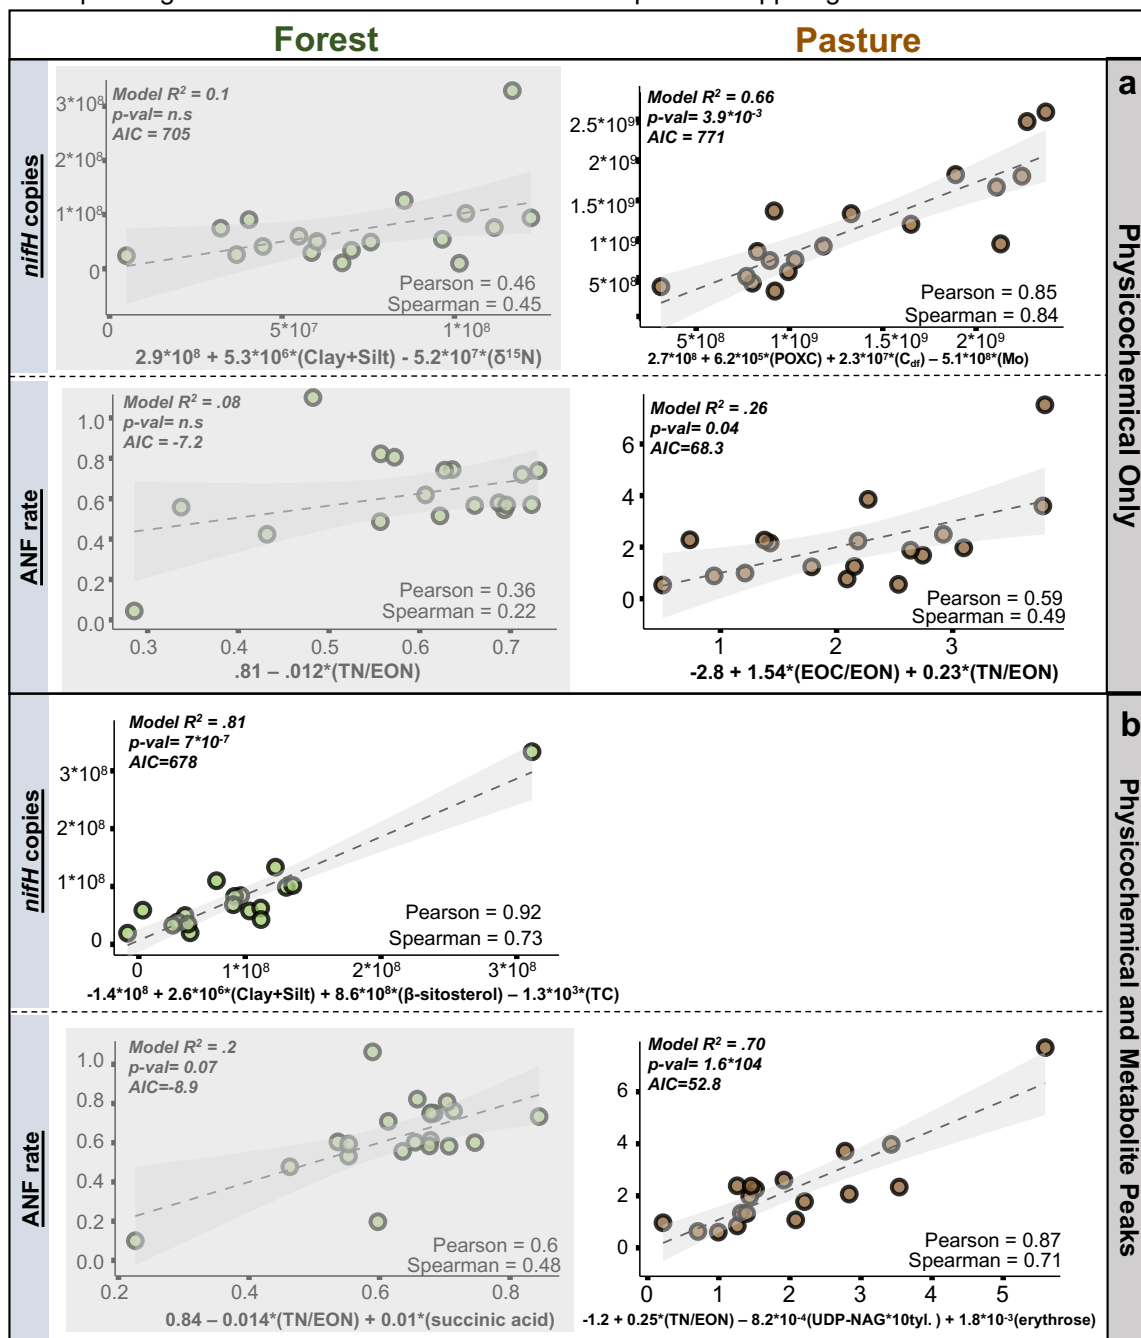 Forest
Pasture
a
Physicochemical Only
nifH copies
Model R² = 0.1
p-val= n.s
AIC = 705
3*10⁸
2*10⁸
1*10⁸
0
Pearson = 0.46
Spearman = 0.45
0 5*10⁷ 1*10⁸
2.9*10⁸ + 5.3*10⁶*(Clay+Silt) - 5.2*10⁷*(δ¹⁵N)
Model R² = 0.66
p-val= 3.9*10⁻³
AIC = 771
2.5*10⁹
2*10⁹
1.5*10⁹
1*10⁹
5*10⁸
Pearson = 0.85
Spearman = 0.84
5*10⁸ 1*10⁹ 1.5*10⁹ 2*10⁹
2.7*10⁸ + 6.2*10⁵*(POXC) + 2.3*10⁷*(C_df) – 5.1*10⁸*(Mo)
ANF rate
Model R² = .08
p-val= n.s
AIC = -7.2
1.0
0.8
0.6
0.4
0.2
0.0
Pearson = 0.36
Spearman = 0.22
0.3 0.4 0.5 0.6 0.7
.81 – .012*(TN/EON)
Model R² = .26
p-val= 0.04
AIC=68.3
6
4
2
0
Pearson = 0.59
Spearman = 0.49
1 2 3
-2.8 + 1.54*(EOC/EON) + 0.23*(TN/EON)
b
Physicochemical and Metabolite Peaks
nifH copies
Model R² = .81
p-val= 7*10⁻⁷
AIC=678
3*10⁸
2*10⁸
1*10⁸
0
Pearson = 0.92
Spearman = 0.73
0 1*10⁸ 2*10⁸ 3*10⁸
-1.4*10⁸ + 2.6*10⁶*(Clay+Silt) + 8.6*10⁸*(β-sitosterol) – 1.3*10³*(TC)
ANF rate
Model R² = .2
p-val= 0.07
AIC=-8.9
1.0
0.8
0.6
0.4
0.2
0.0
Pearson = 0.6
Spearman = 0.48
0.2 0.4 0.6 0.8
0.84 – 0.014*(TN/EON) + 0.01*(succinic acid)
Model R² = .70
p-val= 1.6*104
AIC=52.8
6
4
2
0
Pearson = 0.87
Spearman = 0.71
0 1 2 3 4 5
-1.2 + 0.25*(TN/EON) – 8.2*10⁻⁴(UDP-NAG*10tyl. ) + 1.8*10⁻³(erythrose)